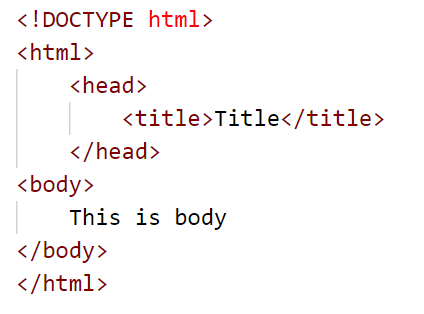 <!DOCTYPE html>
<html>
    <head>
        <title>Title</title>
    </head>
<body>
    This is body
</body>
</html>